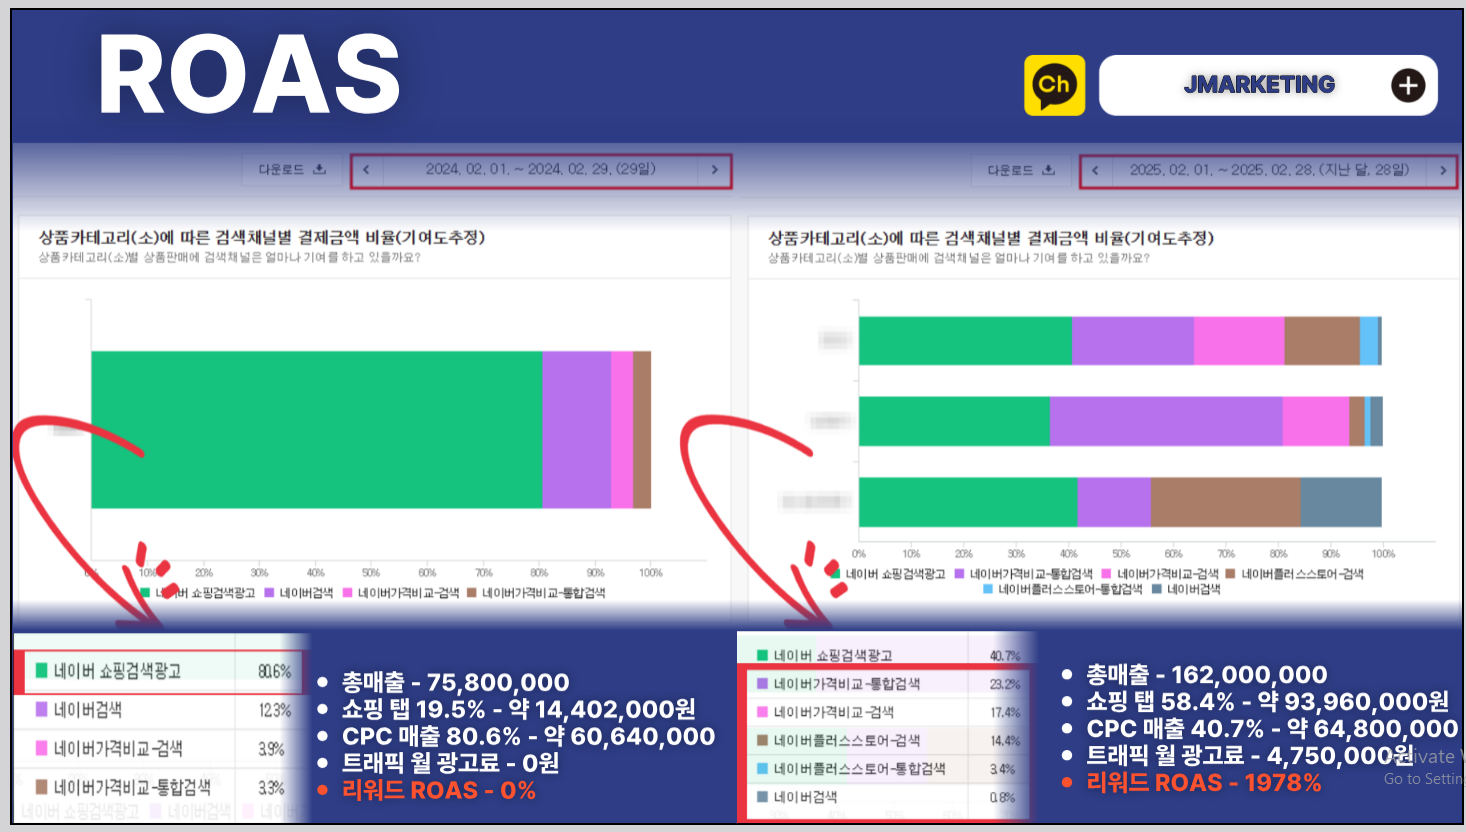 ROAS
Ch
JMARKETING
다운로드
2024. 02. 01. ~ 2024. 02. 29. (29일)
다운로드
2025. 02. 01. ~ 2025. 02. 28. (지난 달, 28일)
상품카테고리(소)에 따른 검색채널별 결제금액 비율(기여도추정)
상품카테고리(소)별 상품판매에 검색채널은 얼마나 기여를 하고 있을까요?
상품카테고리(소)에 따른 검색채널별 결제금액 비율(기여도추정)
상품카테고리(소)별 상품판매에 검색채널은 얼마나 기여를 하고 있을까요?
0% 10% 20% 30% 40% 50% 60% 70% 80% 90% 100%
네이버 쇼핑검색광고 네이버검색 네이버가격비교-검색 네이버가격비교-통합검색
0% 10% 20% 30% 40% 50% 60% 70% 80% 90% 100%
네이버 쇼핑검색광고 네이버가격비교-통합검색 네이버가격비교-검색 네이버플러스스토어-검색
네이버플러스스토어-통합검색 네이버검색
네이버 쇼핑검색광고 80.6%
네이버검색 12.3%
네이버가격비교-검색 3.9%
네이버가격비교-통합검색 3.3%
네이버 쇼핑검색광고 네이버검색
총매출 - 75,800,000
쇼핑 탭 19.5% - 약 14,402,000원
CPC 매출 80.6% - 약 60,640,000
트래픽 월 광고료 - 0원
리워드 ROAS - 0%
네이버 쇼핑검색광고 40.7%
네이버가격비교-통합검색 23.2%
네이버가격비교-검색 17.4%
네이버플러스스토어-검색 14.4%
네이버플러스스토어-통합검색 3.4%
네이버검색 0.8%
총매출 - 162,000,000
쇼핑 탭 58.4% - 약 93,960,000원
CPC 매출 40.7% - 약 64,800,000
트래픽 월 광고료 - 4,750,000원
리워드 ROAS - 1978%
Activate
Go to Settin